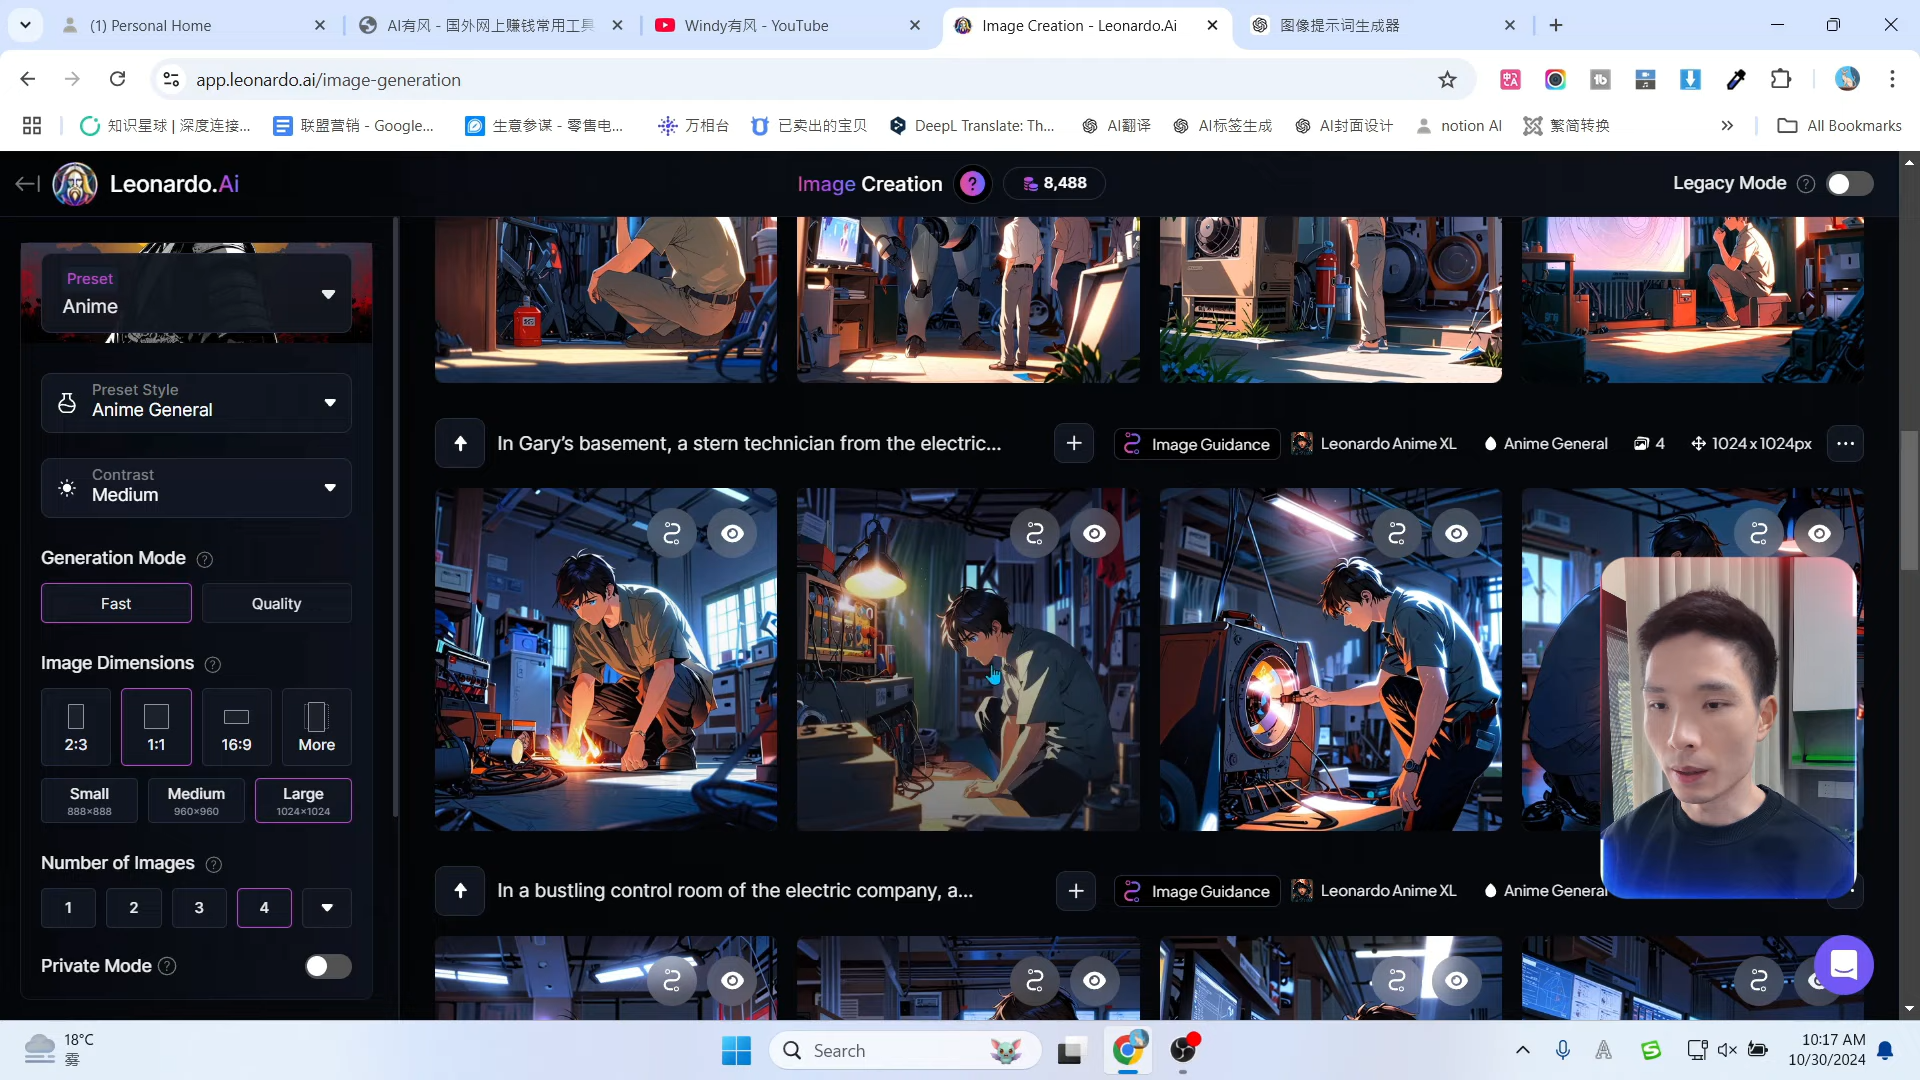 (1) Personal Home
AI有风 - 国外网上赚钱常用工具
Windy有风 - YouTube
Image Creation - Leonardo.Ai
图像提示词生成器
app.leonardo.ai/image-generation
知识星球 | 深度连接...
联盟营销 - Google...
生意参谋 - 零售电...
万相台
已卖出的宝贝
DeepL Translate: Th...
AI翻译
AI标签生成
AI封面设计
notion AI
繁简转换
All Bookmarks
Leonardo.Ai
Image Creation
?
8,488
Legacy Mode
Preset
Anime
Preset Style
Anime General
Contrast
Medium
Generation Mode
Fast
Quality
Image Dimensions
2:3
1:1
16:9
More
Small
888×888
Medium
960×960
Large
1024×1024
Number of Images
1
2
3
4
Private Mode
In Gary's basement, a stern technician from the electric...
Image Guidance
Leonardo Anime XL
Anime General
4
1024 x 1024px
In a bustling control room of the electric company, a...
Image Guidance
Leonardo Anime XL
Anime General
18°C
雾
Search
10:17 AM
10/30/2024